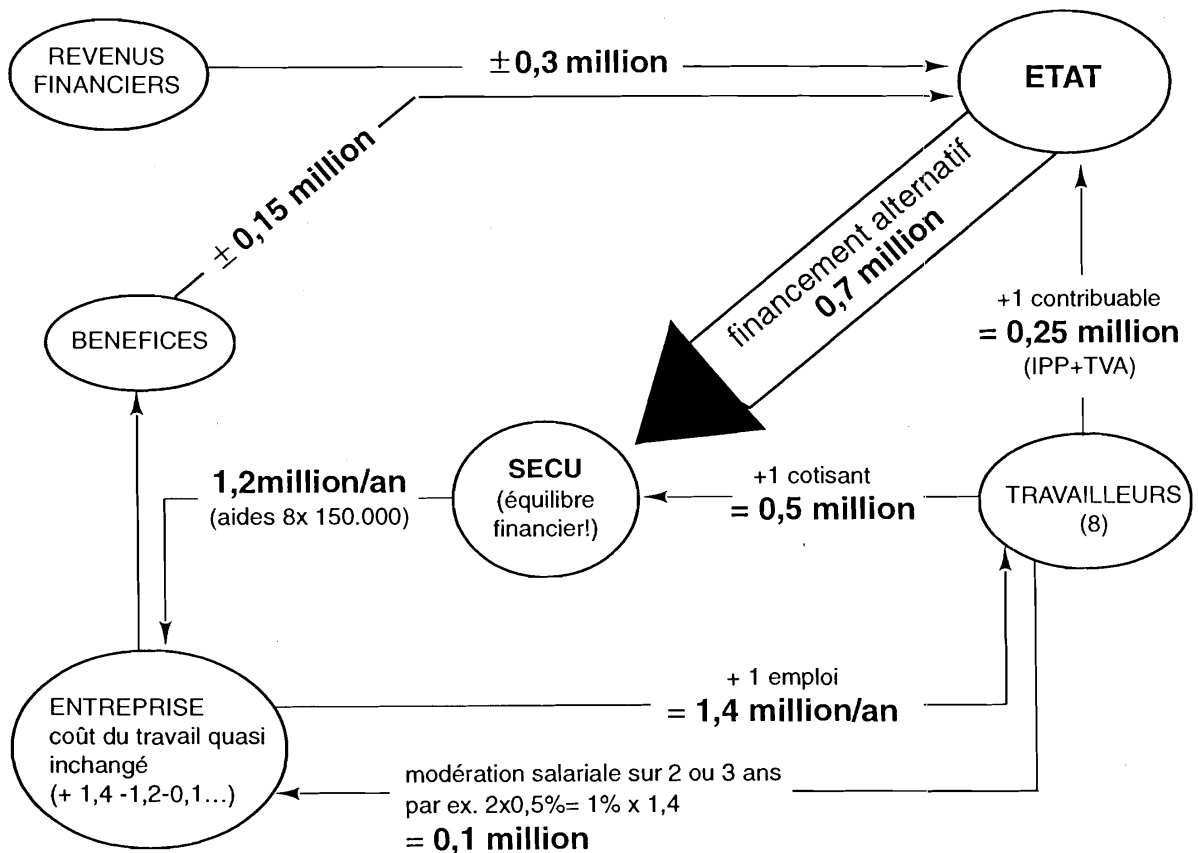 REVENUS
FINANCIERS
±0,3 million
ETAT
±0,15 million
financement alternatif
0,7 million
+1 contribuable
= 0,25 million
(IPP+TVA)
BENEFICES
1,2million/an
(aides 8x 150.000)
SECU
(équilibre
financier!)
+1 cotisant
= 0,5 million
TRAVAILLEURS
(8)
ENTREPRISE
coût du travail quasi
inchangé
(+ 1,4 -1,2-0,1...)
+ 1 emploi
= 1,4 million/an
modération salariale sur 2 ou 3 ans
par ex. 2x0,5%= 1% x 1,4
= 0,1 million